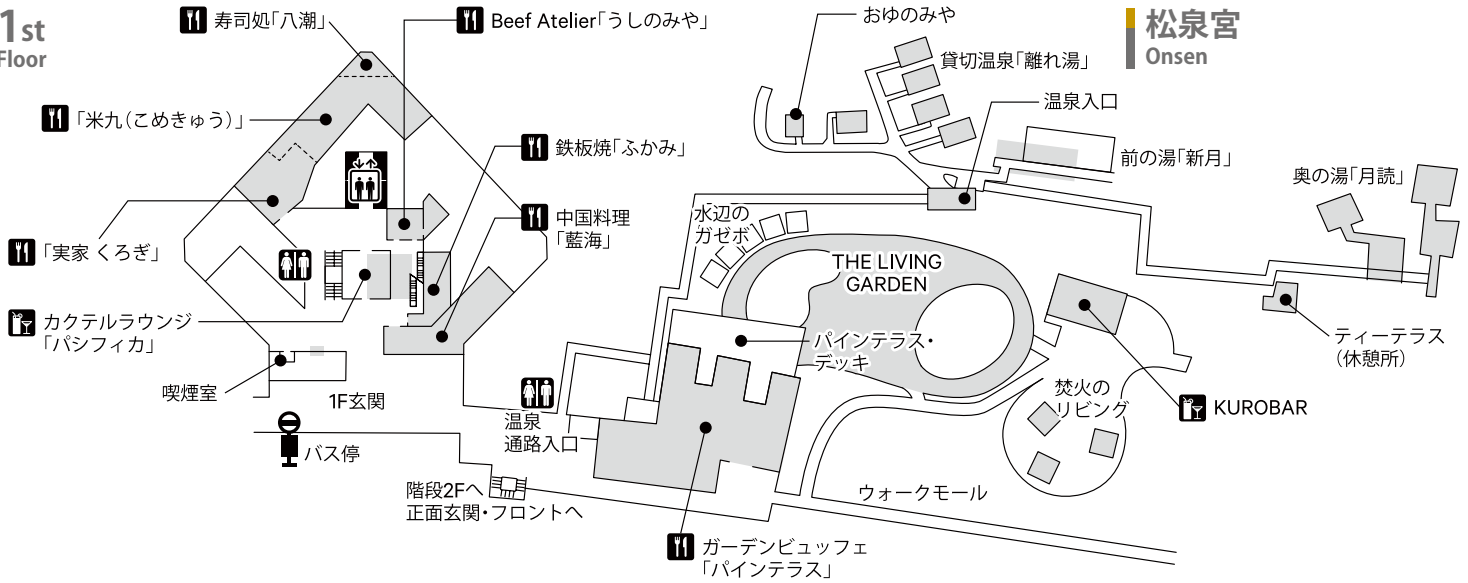 1st
Floor
寿司処「八潮」
Beef Atelier「うしのみや」
おゆのみや
松泉宮
Onsen
貸切温泉「離れ湯」
温泉入口
「米九(こめきゅう)」
鉄板焼「ふかみ」
前の湯「新月」
奥の湯「月読」
中国料理
「藍海」
水辺の
ガゼボ
「実家 くろぎ」
THE LIVING
GARDEN
カクテルラウンジ
「パシフィカ」
パインテラス・
デッキ
ティーテラス
(休憩所)
喫煙室
1F玄関
焚火の
リビング
KUROBAR
温泉
通路入口
バス停
階段2Fへ
正面玄関・フロントへ
ウォークモール
ガーデンビュッフェ
「パインテラス」